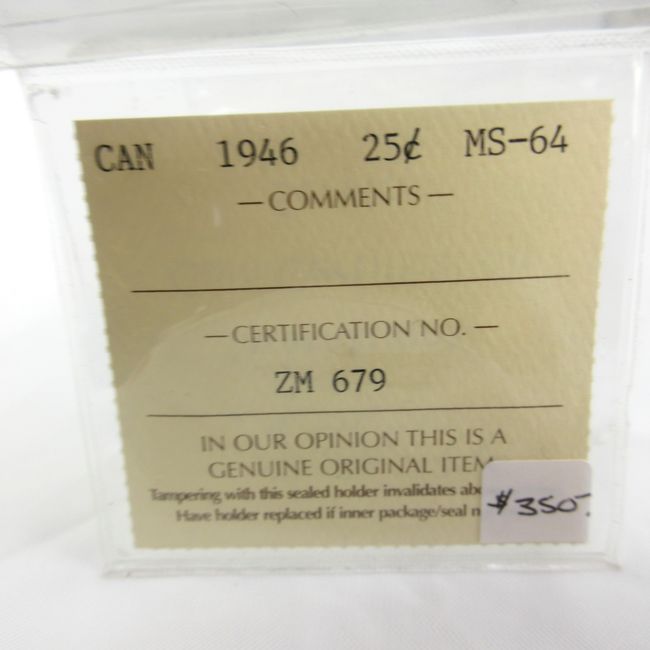 CAN 1946 25¢ MS-64
— COMMENTS —
— CERTIFICATION NO. —
ZM 679
IN OUR OPINION THIS IS A
GENUINE ORIGINAL ITEM
Tampering with this sealed holder invalidates
Have holder replaced if inner package/seal
$350-